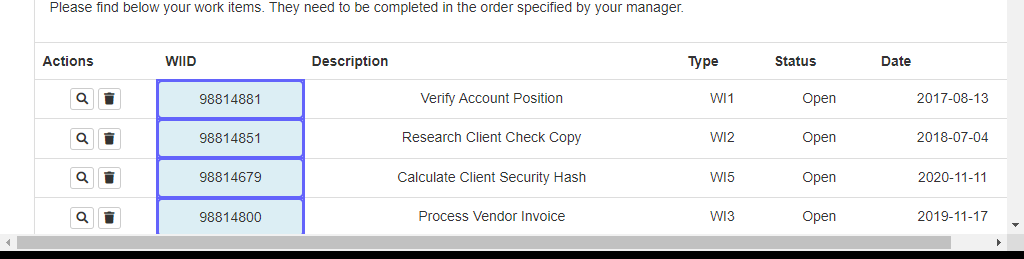 Please find below your work items. They need to be completed in the order specified by your manager.
Actions WIID Description Type Status Date
98814881 Verify Account Position WI1 Open 2017-08-13
98814851 Research Client Check Copy WI2 Open 2018-07-04
98814679 Calculate Client Security Hash WI5 Open 2020-11-11
98814800 Process Vendor Invoice WI3 Open 2019-11-17